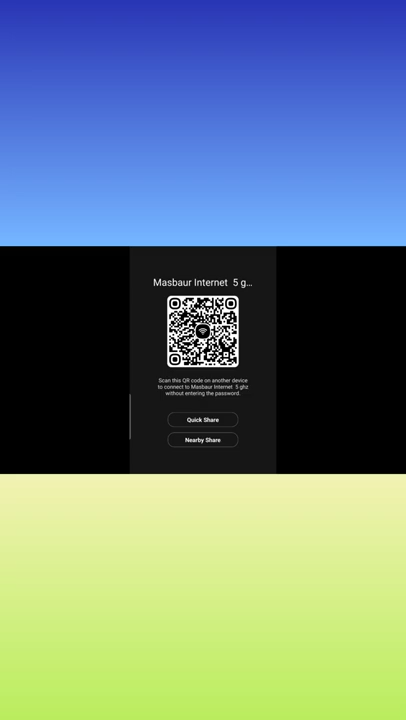 Masbaur Internet  5 g...
Scan this QR code on another device
to connect to Masbaur Internet  5 ghz
without entering the password.
Quick Share
Nearby Share